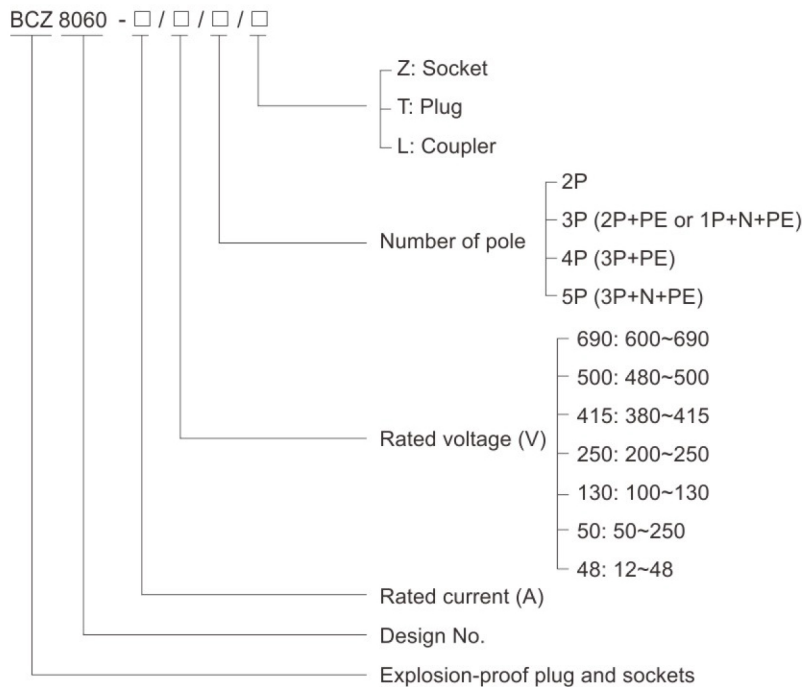 BCZ 8060 - □ / □ / □ / □
Z: Socket
T: Plug
L: Coupler
Number of pole
2P
3P (2P+PE or 1P+N+PE)
4P (3P+PE)
5P (3P+N+PE)
Rated voltage (V)
690: 600~690
500: 480~500
415: 380~415
250: 200~250
130: 100~130
50: 50~250
48: 12~48
Rated current (A)
Design No.
Explosion-proof plug and sockets